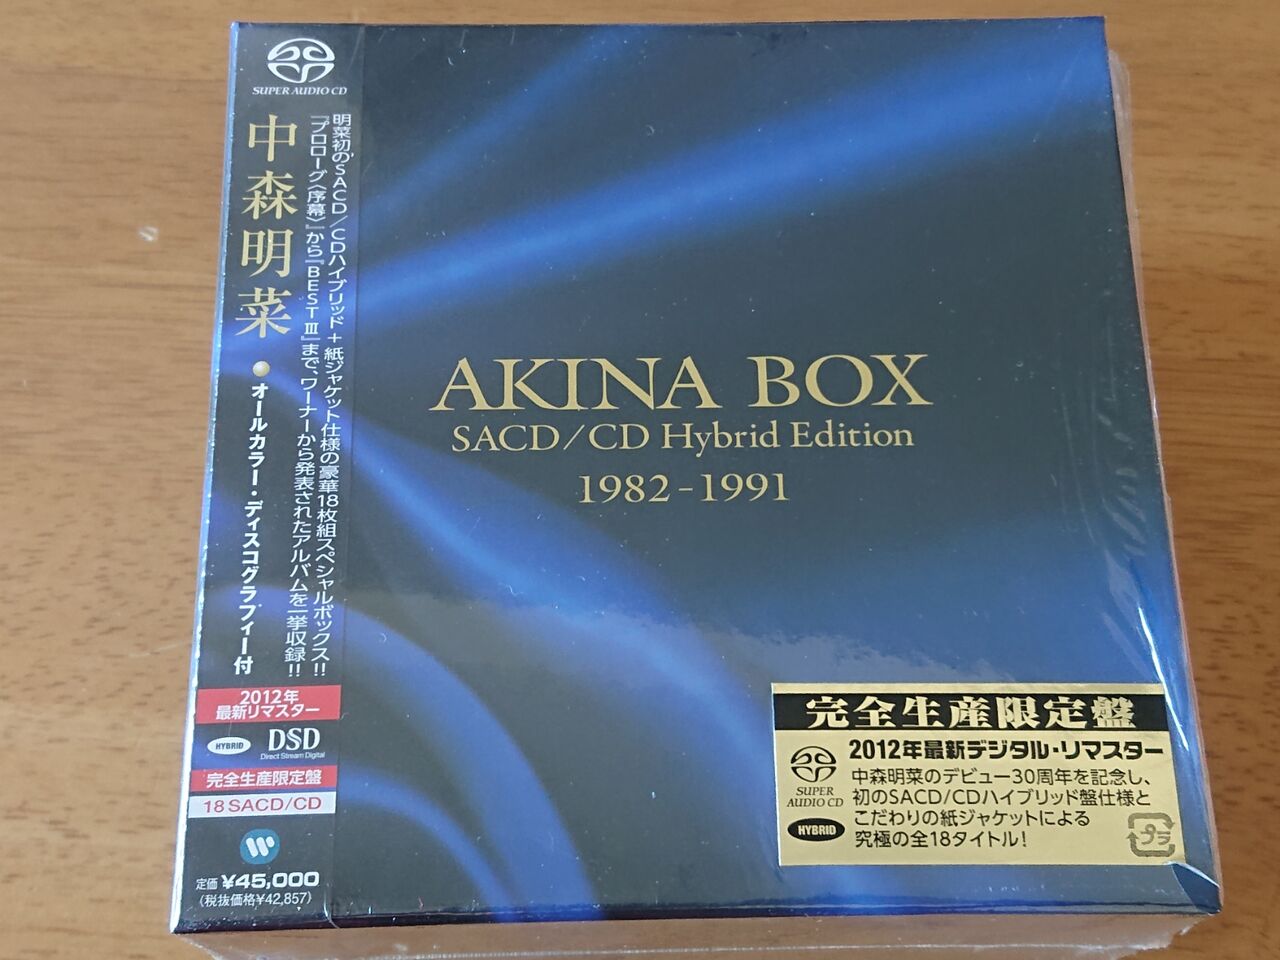 SUPER AUDIO CD
中森明菜
●オールカラー・ディスコグラフィー付
明菜初の"SACD/CDハイブリッド+紙ジャケット仕様の豪華18枚組スペシャルボックス!!
『プロローグ〈序幕〉』から『BEST Ⅲ』まで、ワーナーから発表されたアルバムを一挙収録!!
2012年
最新リマスター
HYBRID
DSD
Direct Stream Digital
完全生産限定盤
18 SACD/CD
定価 ¥45,000
(税抜価格¥42,857)
AKINA BOX
SACD/CD Hybrid Edition
1982-1991
完全生産限定盤
2012年最新デジタル・リマスター
SUPER
AUDIO CD
HYBRID
中森明菜のデビュー30周年を記念し、
初のSACD/CDハイブリッド盤仕様と
こだわりの紙ジャケットによる
究極の全18タイトル!
プラ